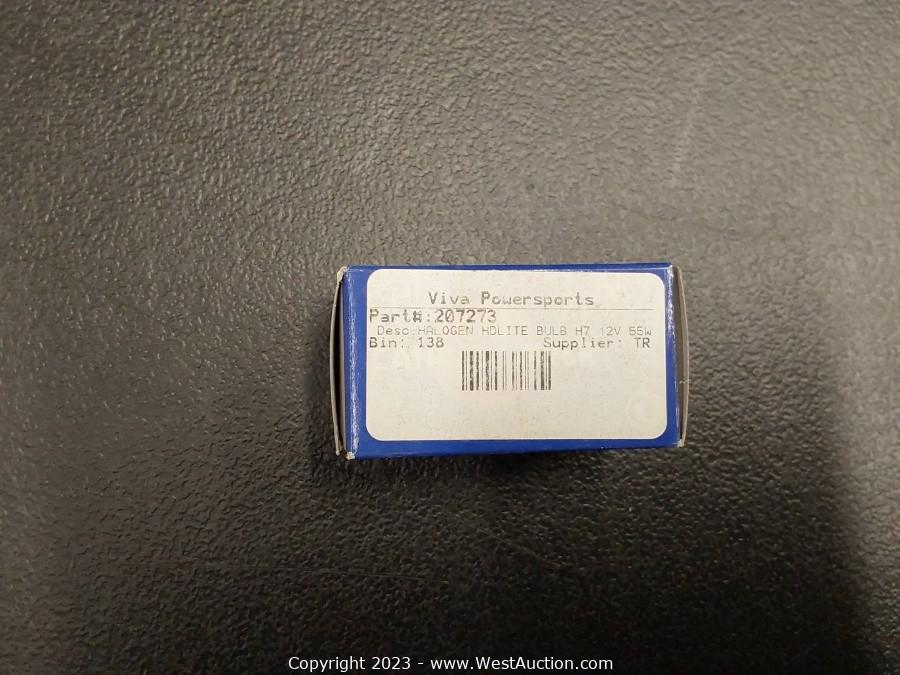 Viva Powersports
Part#:207273
Desc:HALOGEN HDLITE BULB H7 12V 55W
Bin: 138 Supplier: TR
Copyright 2023 - www.WestAuction.com